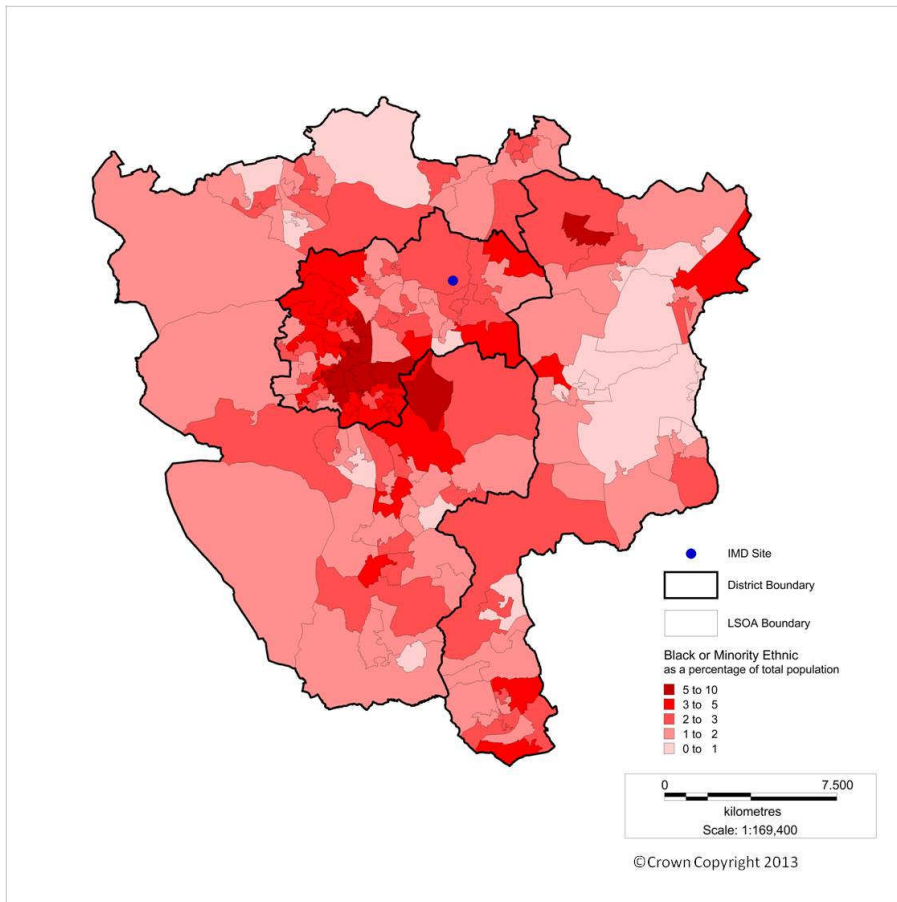 IMD Site
District Boundary
LSOA Boundary
Black or Minority Ethnic
as a percentage of total population
5 to 10
3 to 5
2 to 3
1 to 2
0 to 1
0 7.500
kilometres
Scale: 1:169,400
©Crown Copyright 2013